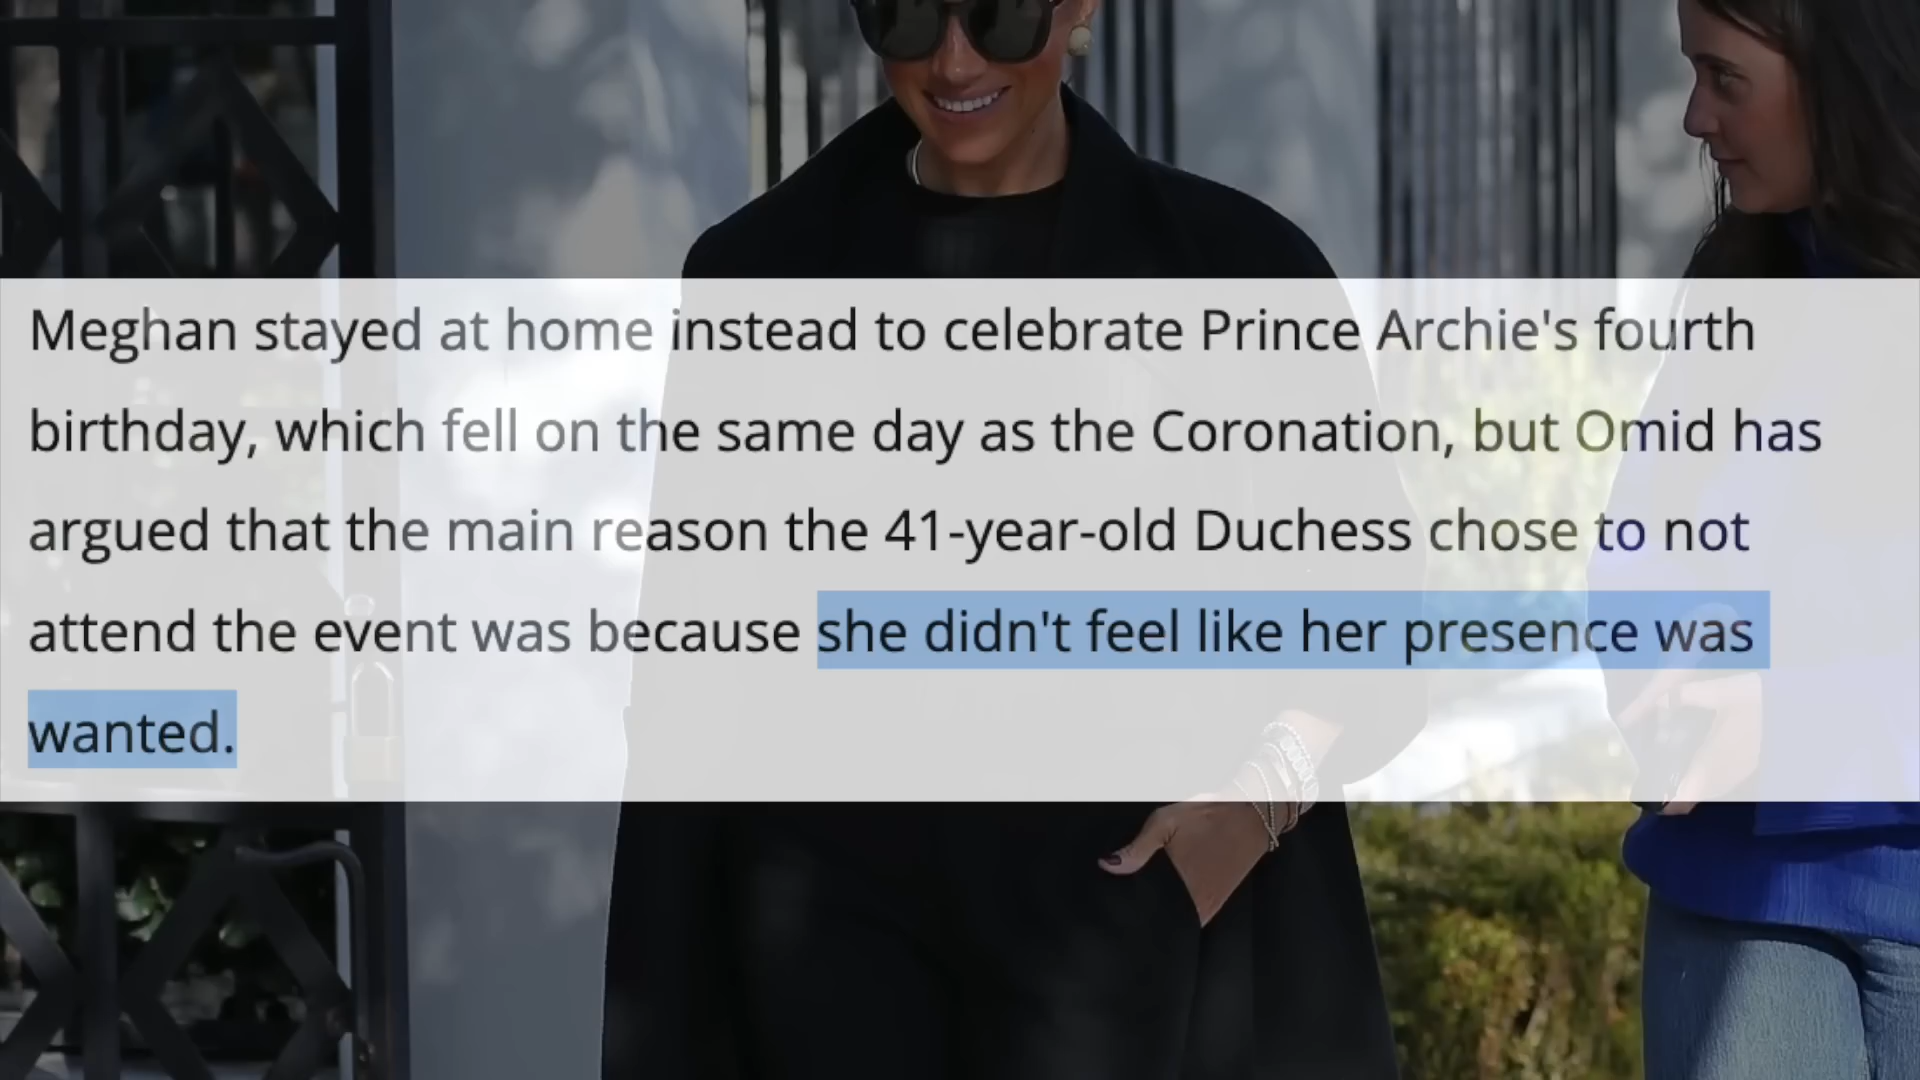 Meghan stayed at home instead to celebrate Prince Archie's fourth
birthday, which fell on the same day as the Coronation, but Omid has
argued that the main reason the 41-year-old Duchess chose to not
attend the event was because she didn't feel like her presence was
wanted.